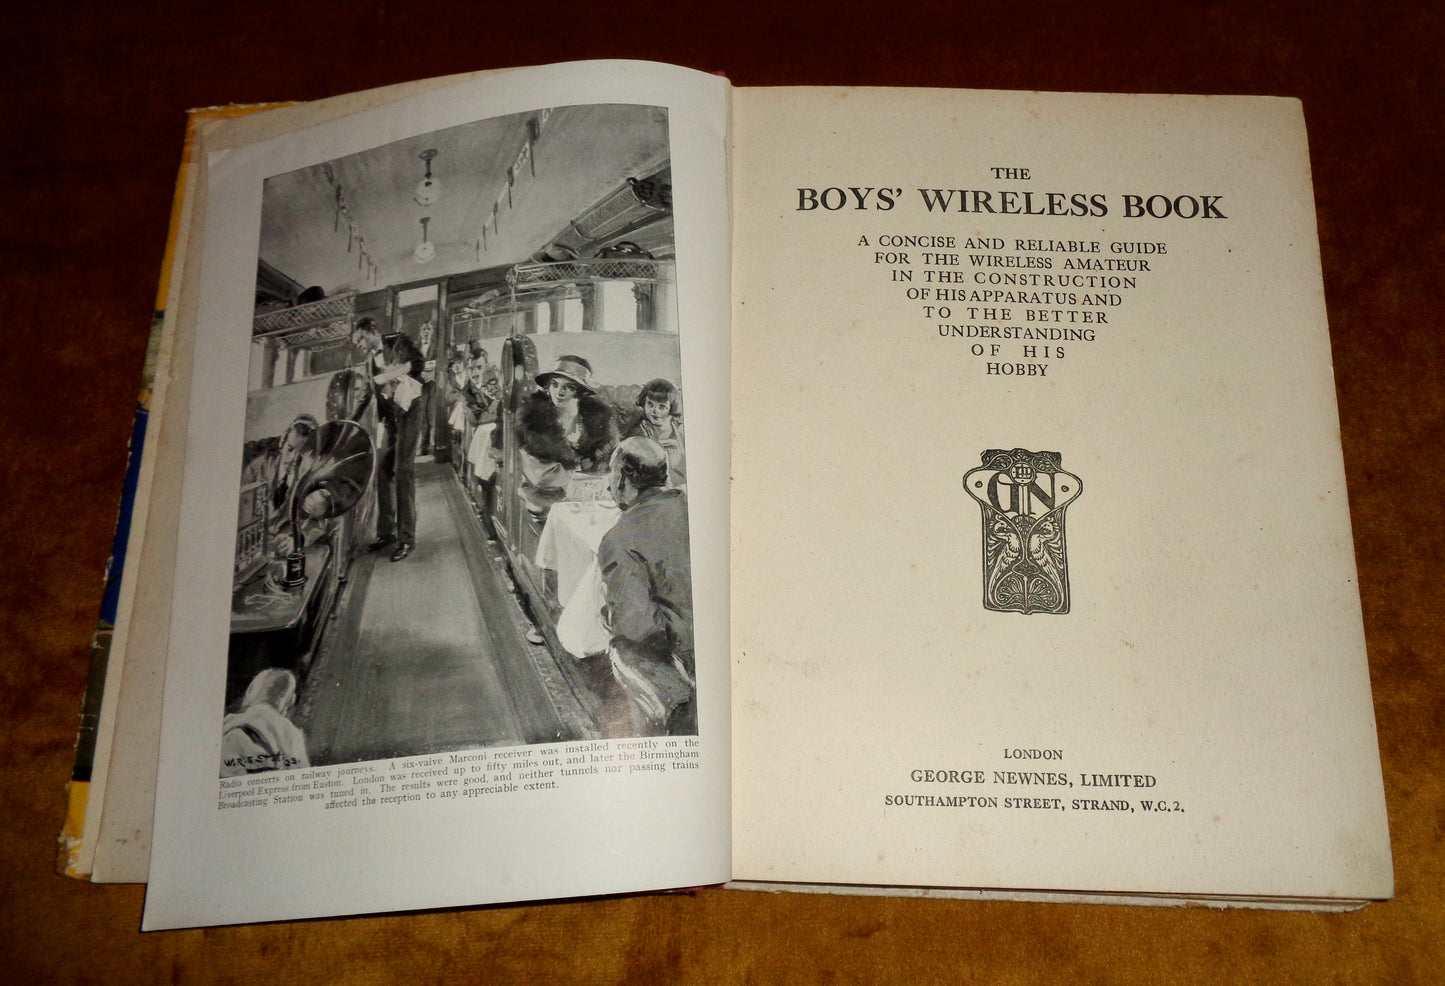 W.R.S. Stott 23.
Radio concerts on railway journeys. A six-valve Marconi receiver was installed recently on the
Liverpool Express from Euston. London was received up to fifty miles out, and later the Birmingham
Broadcasting Station was tuned in. The results were good, and neither tunnels nor passing trains
affected the reception to any appreciable extent.
THE
BOYS' WIRELESS BOOK
A CONCISE AND RELIABLE GUIDE
FOR THE WIRELESS AMATEUR
IN THE CONSTRUCTION
OF HIS APPARATUS AND
TO THE BETTER
UNDERSTANDING
OF HIS
HOBBY
GN
LONDON
GEORGE NEWNES, LIMITED
SOUTHAMPTON STREET, STRAND, W.C.2.